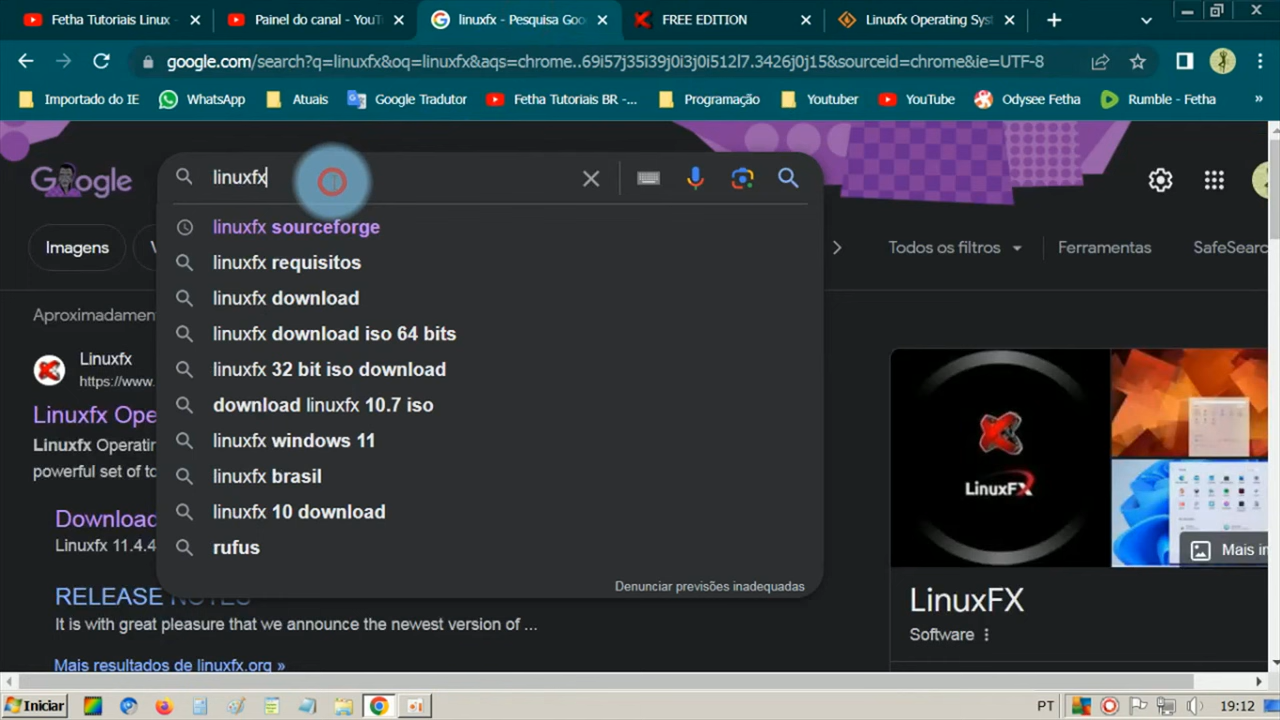 Fetha Tutoriais Linux -
Painel do canal - YouT
linuxfx - Pesquisa Goo
FREE EDITION
Linuxfx Operating Syst
google.com/search?q=linuxfx&oq=linuxfx&aqs=chrome..69i57j35i39j0i3j0i512l7.3426j0j15&sourceid=chrome&ie=UTF-8
Importado do IE
WhatsApp
Atuais
Google Tradutor
Fetha Tutoriais BR -...
Programação
Youtuber
YouTube
Odysee Fetha
Rumble - Fetha
»
Google
linuxfx
linuxfx sourceforge
linuxfx requisitos
linuxfx download
linuxfx download iso 64 bits
linuxfx 32 bit iso download
download linuxfx 10.7 iso
linuxfx windows 11
linuxfx brasil
linuxfx 10 download
rufus
Denunciar previsões inadequadas
Imagens
V
Todos os filtros
Ferramentas
SafeSearc
Aproximadamen
Linuxfx
https://www.
Linuxfx Ope
Linuxfx Operatin
powerful set of to
Download
Linuxfx 11.4.4
RELEASE NOTES
It is with great pleasure that we announce the newest version of ...
Mais resultados de linuxfx.org »
LinuxFX
Mais in
LinuxFX
Software
Iniciar
PT
19:12